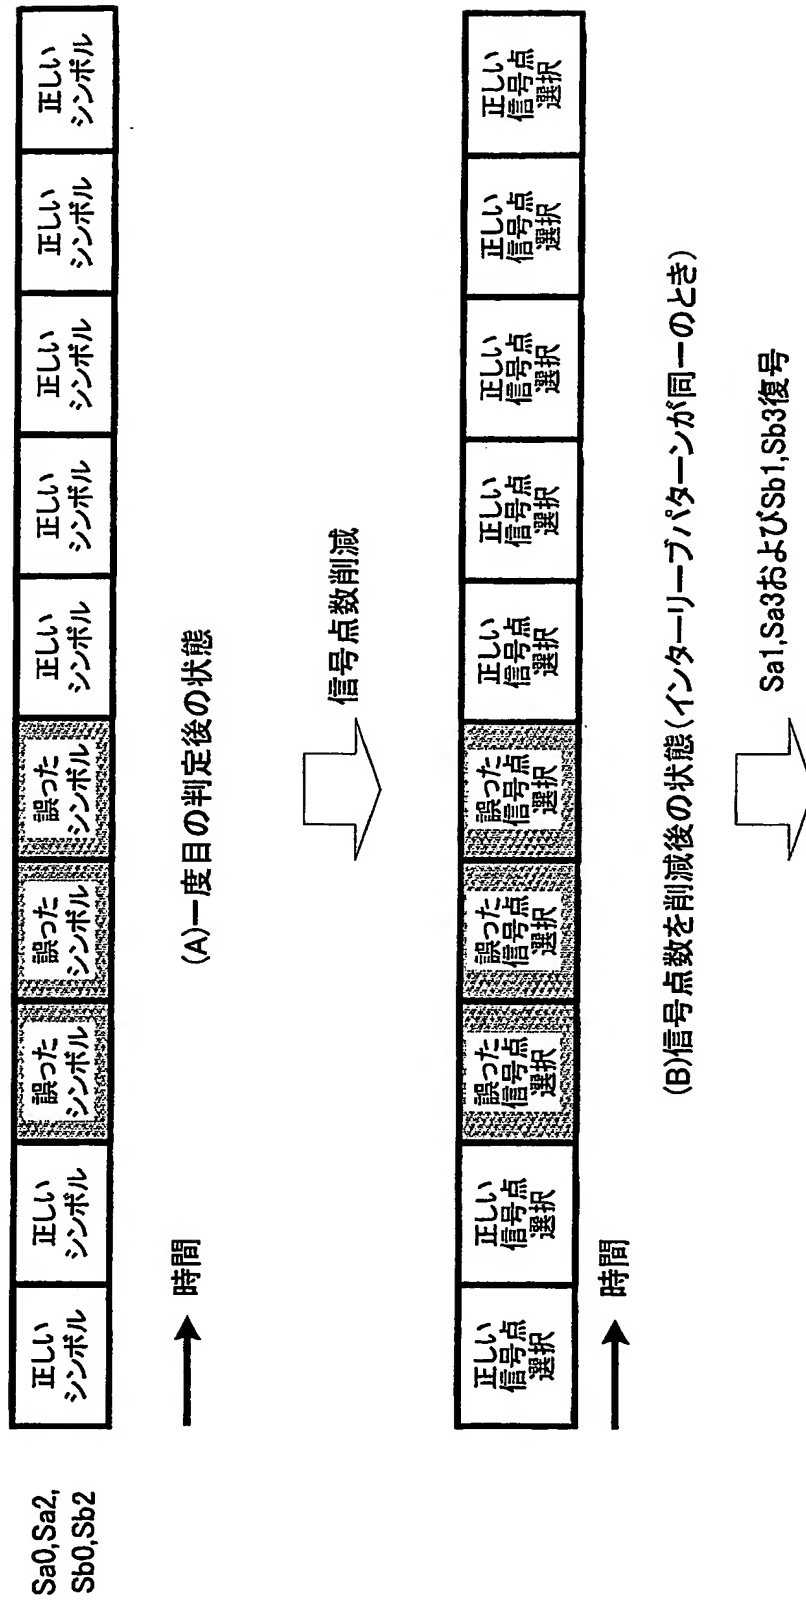 Sa0,Sa2,
Sb0,Sb2
正しい
シンボル
正しい
シンボル
誤った
シンボル
誤った
シンボル
誤った
シンボル
正しい
シンボル
正しい
シンボル
正しい
シンボル
正しい
シンボル
正しい
シンボル
時間
(A)一度目の判定後の状態
信号点数削減
正しい
信号点
選択
正しい
信号点
選択
誤った
信号点
選択
誤った
信号点
選択
誤った
信号点
選択
正しい
信号点
選択
正しい
信号点
選択
正しい
信号点
選択
正しい
信号点
選択
正しい
信号点
選択
時間
(B)信号点数を削減後の状態(インターリーブパターンが同一のとき)
Sa1,Sa3およびSb1,Sb3復号